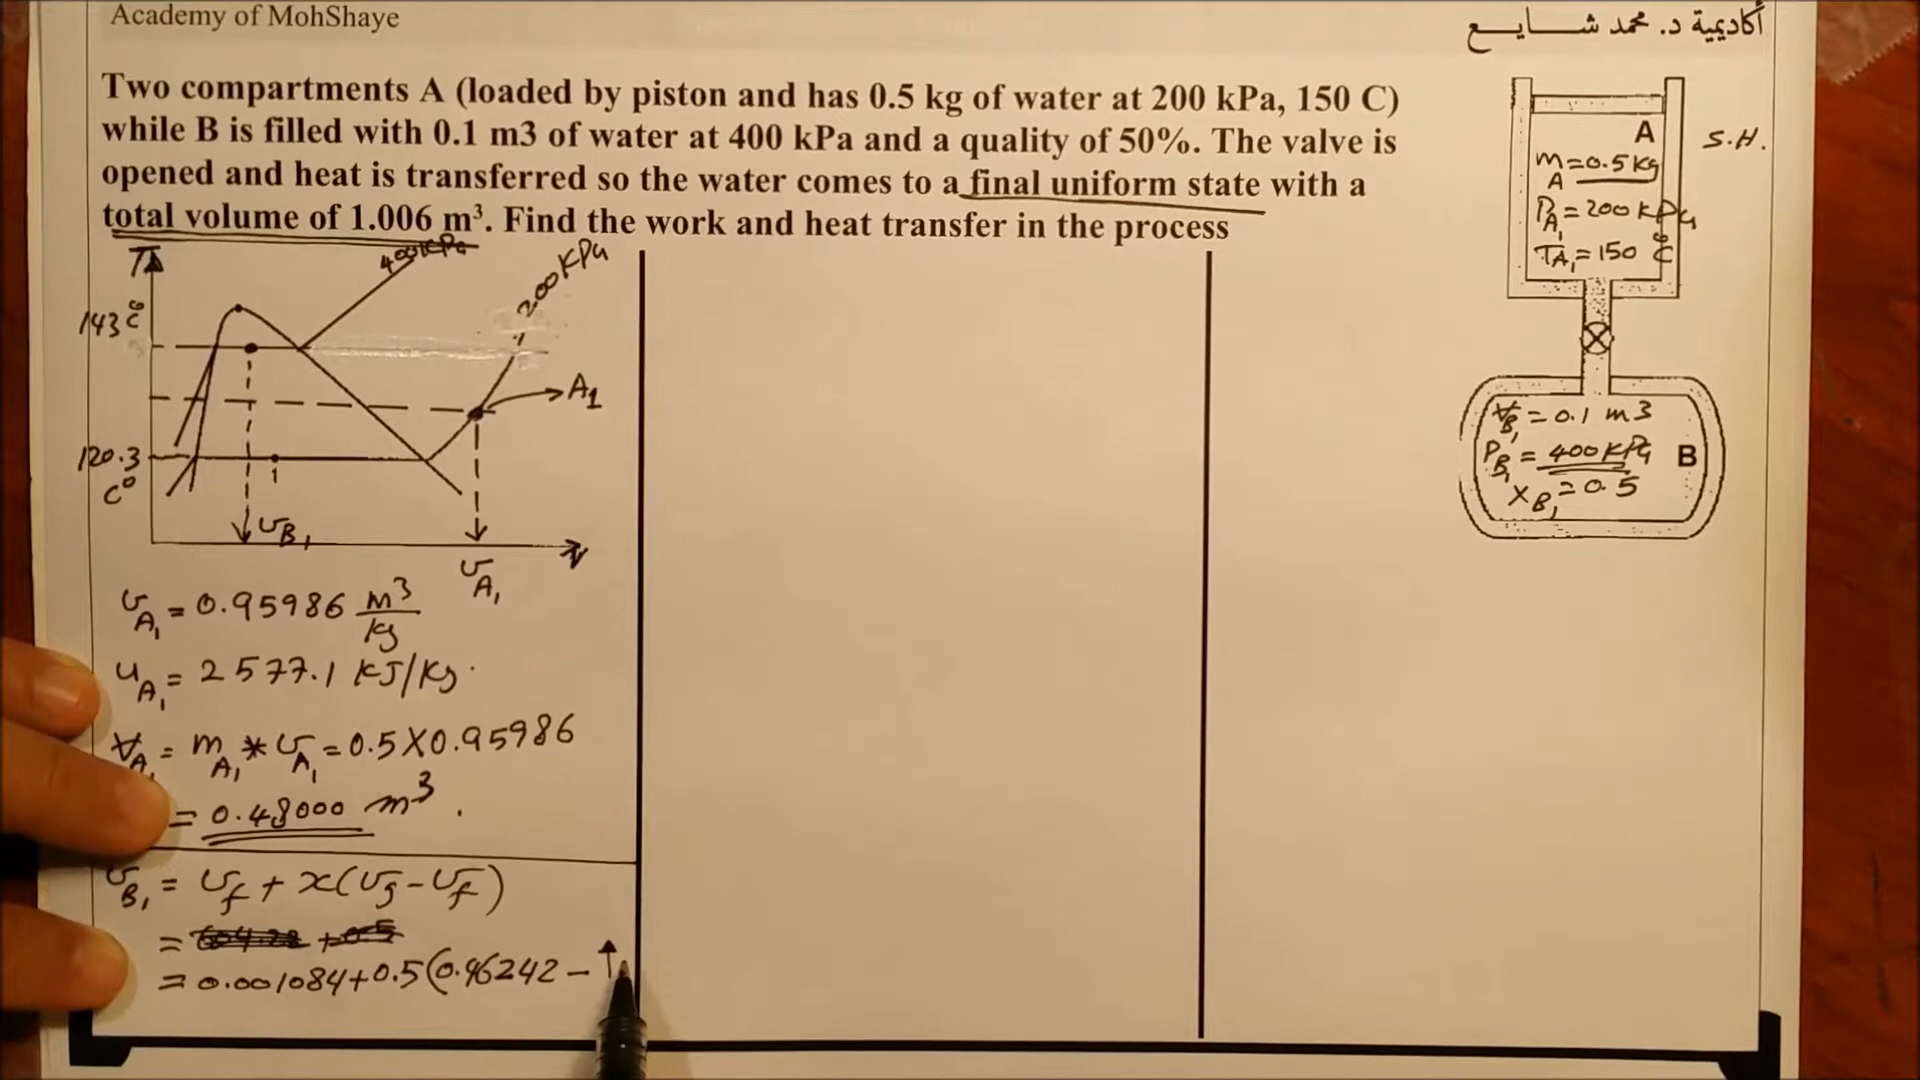 Academy of MohShaye
أكاديمية د. محمد شايع
Two compartments A (loaded by piston and has 0.5 kg of water at 200 kPa, 150 C)
while B is filled with 0.1 m3 of water at 400 kPa and a quality of 50%. The valve is
opened and heat is transferred so the water comes to a final uniform state with a
total volume of 1.006 m³. Find the work and heat transfer in the process
A
S.H.
m_A = 0.5 kg
P_A₁ = 200 kPa
T_A₁ = 150 °C
V_B₁ = 0.1 m3
P_B₁ = 400 kPa
B
x_B₁ = 0.5
T
400 kPa
200 kPa
143 °C
A₁
120.3 C°
1
v_B₁
v
v_A₁
v_A₁ = 0.95986 m³/kg
u_A₁ = 2577.1 kJ/kg.
V_A₁ = m_A₁ * v_A₁ = 0.5 X 0.95986
= 0.48000 m³.
v_B₁ = v_f + x(v_g - v_f)
=
= 0.001084 + 0.5(0.46242 - ↑